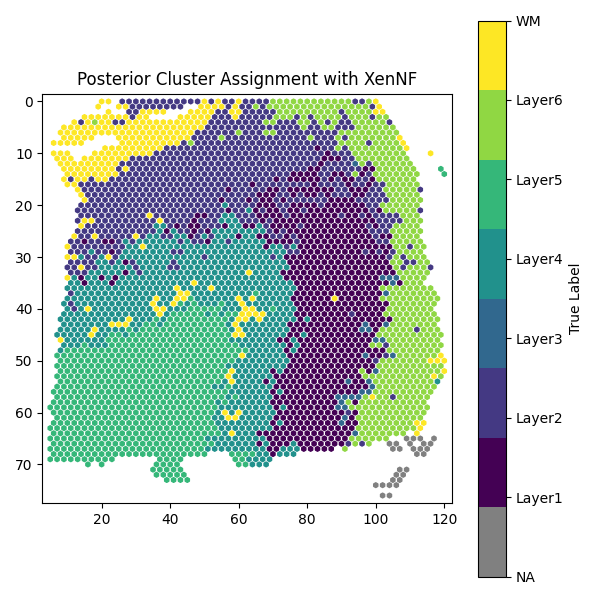 Posterior Cluster Assignment with XenNF
WM
Layer6
Layer5
Layer4
Layer3
Layer2
Layer1
NA
True Label
0
10
20
30
40
50
60
70
20
40
60
80
100
120